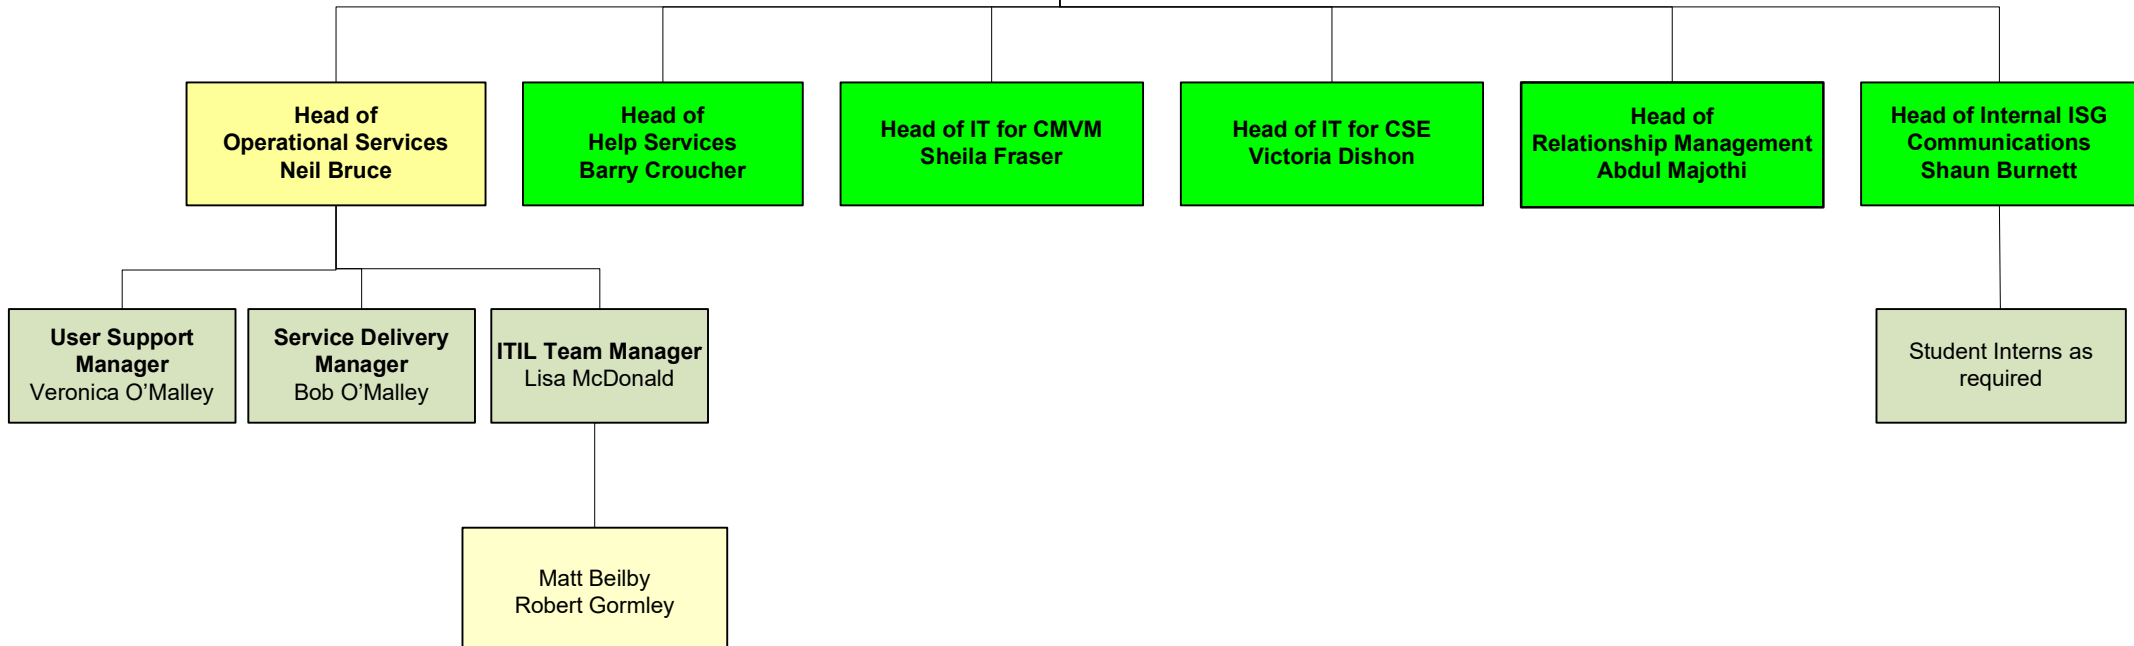 Head of
Operational Services
Neil Bruce
Head of
Help Services
Barry Croucher
Head of IT for CMVM
Sheila Fraser
Head of IT for CSE
Victoria Dishon
Head of
Relationship Management
Abdul Majothi
Head of Internal ISG
Communications
Shaun Burnett
User Support
Manager
Veronica O’Malley
Service Delivery
Manager
Bob O’Malley
ITIL Team Manager
Lisa McDonald
Student Interns as
required
Matt Beilby
Robert Gormley